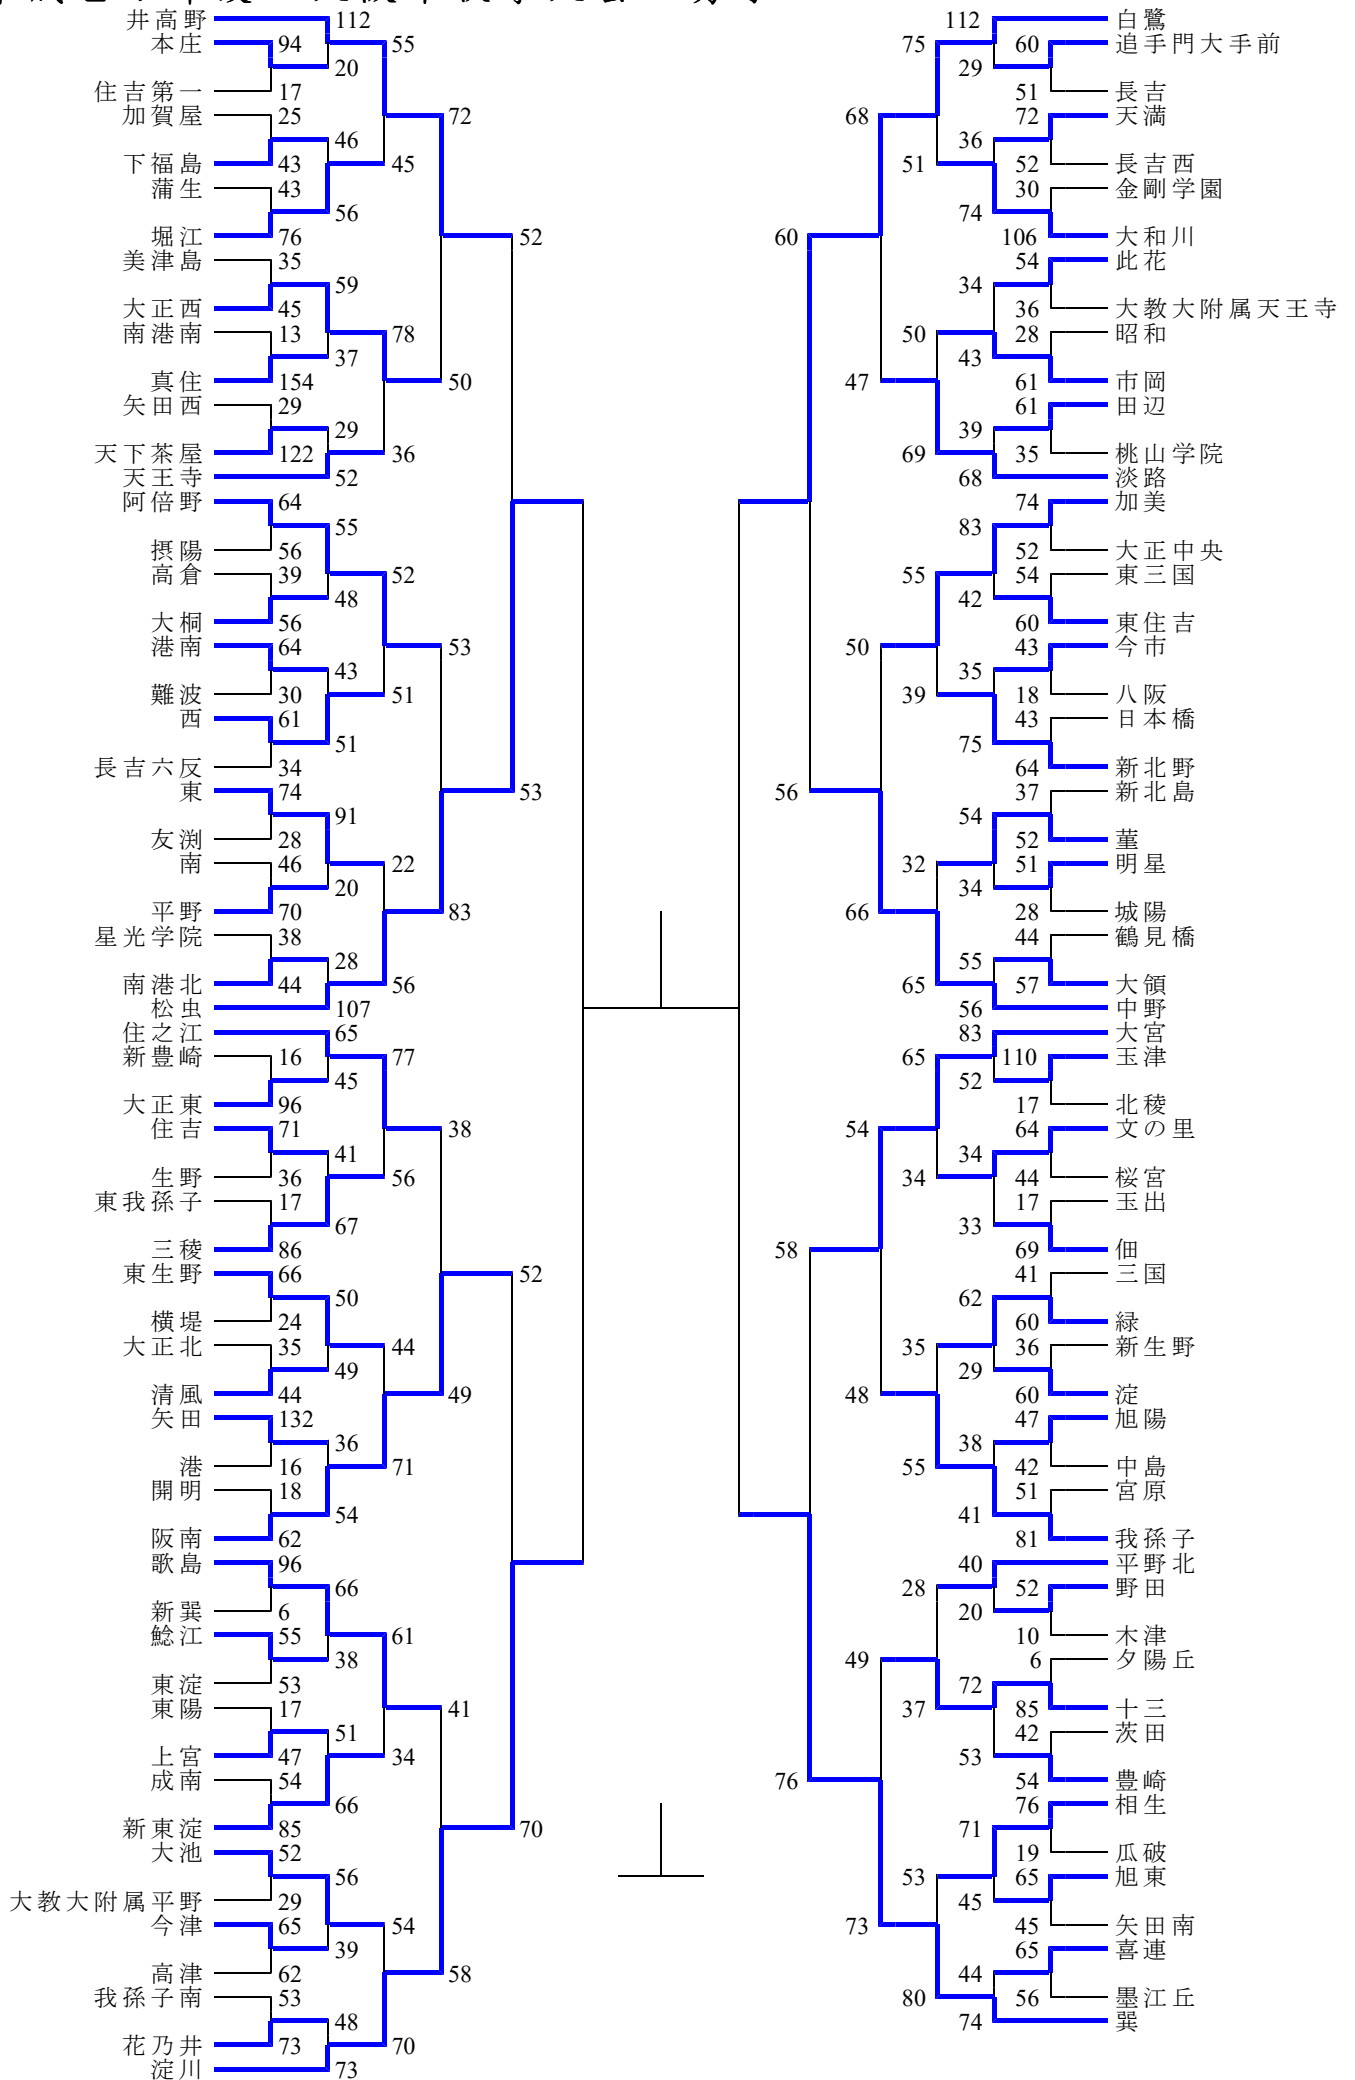 井高野 112 112 白鷺
本庄 94 55 75 60 追手門大手前
20 29
住吉第一 17 51 長吉
加賀屋 25 72 68 72 天満
46 36
下福島 43 45 51 52 長吉西
蒲生 43 30 金剛学園
56 74
堀江 76 52 60 106 大和川
美津島 35 54 此花
59 34
大正西 45 36 大教大附属天王寺
南港南 13 78 50 28 昭和
37 43
真住 154 50 47 61 市岡
矢田西 29 61 田辺
29 39
天下茶屋 122 36 69 35 桃山学院
天王寺 52 68 淡路
阿倍野 64 74 加美
55 83
摂陽 56 52 大正中央
高倉 39 52 55 54 東三国
48 42
大桐 56 60 東住吉
港南 64 53 50 43 今市
43 35
難波 30 51 39 18 八阪
西 61 43 日本橋
51 75
長吉六反 34 64 新北野
東 74 53 56 37 新北島
91 54
友渕 28 52 菫
南 46 22 32 51 明星
20 34
平野 70 83 66 28 城陽
星光学院 38 44 鶴見橋
28 55
南港北 44 56 65 57 大領
松虫 107 56 中野
住之江 65 83 大宮
新豊崎 16 77 65 110 玉津
45 52
大正東 96 17 北稜
住吉 71 38 54 64 文の里
41 34
生野 36 56 34 44 桜宮
東我孫子 17 17 玉出
67 33
三稜 86 58 69 佃
東生野 66 52 41 三国
50 62
横堤 24 60 緑
大正北 35 44 35 36 新生野
49 29
清風 44 49 48 60 淀
矢田 132 47 旭陽
36 38
港 16 71 55 42 中島
開明 18 51 宮原
54 41
阪南 62 81 我孫子
歌島 96 40 平野北
66 28 52 野田
新巽 6 20
鯰江 55 61 10 木津
38 49 6 夕陽丘
東淀 53 72
東陽 17 41 37 85 十三
51 42 茨田
上宮 47 34 53
成南 54 76 54 豊崎
66 76 相生
新東淀 85 70 71
大池 52 19 瓜破
56 53 65 旭東
大教大附属平野 29 45
今津 65 54 73 45 矢田南
39 65 喜連
高津 62 58 44
我孫子南 53 80 56 墨江丘
48 74 巽
花乃井 73 70
淀川 73